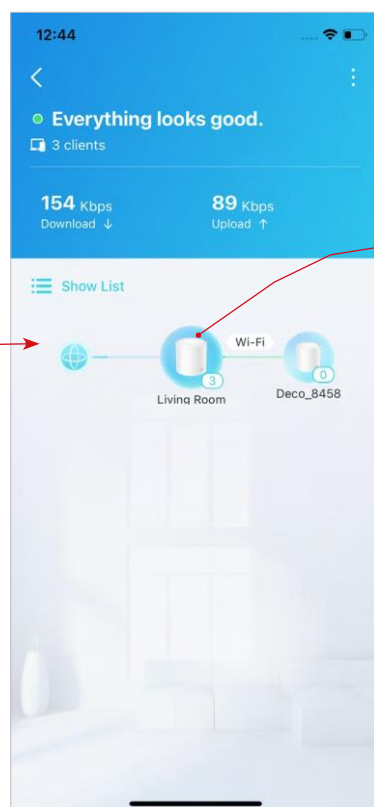 12:44
Everything looks good.
3 clients
154 Kbps
Download ↓
89 Kbps
Upload ↑
Show List
Wi-Fi
3
0
Living Room
Deco_8458